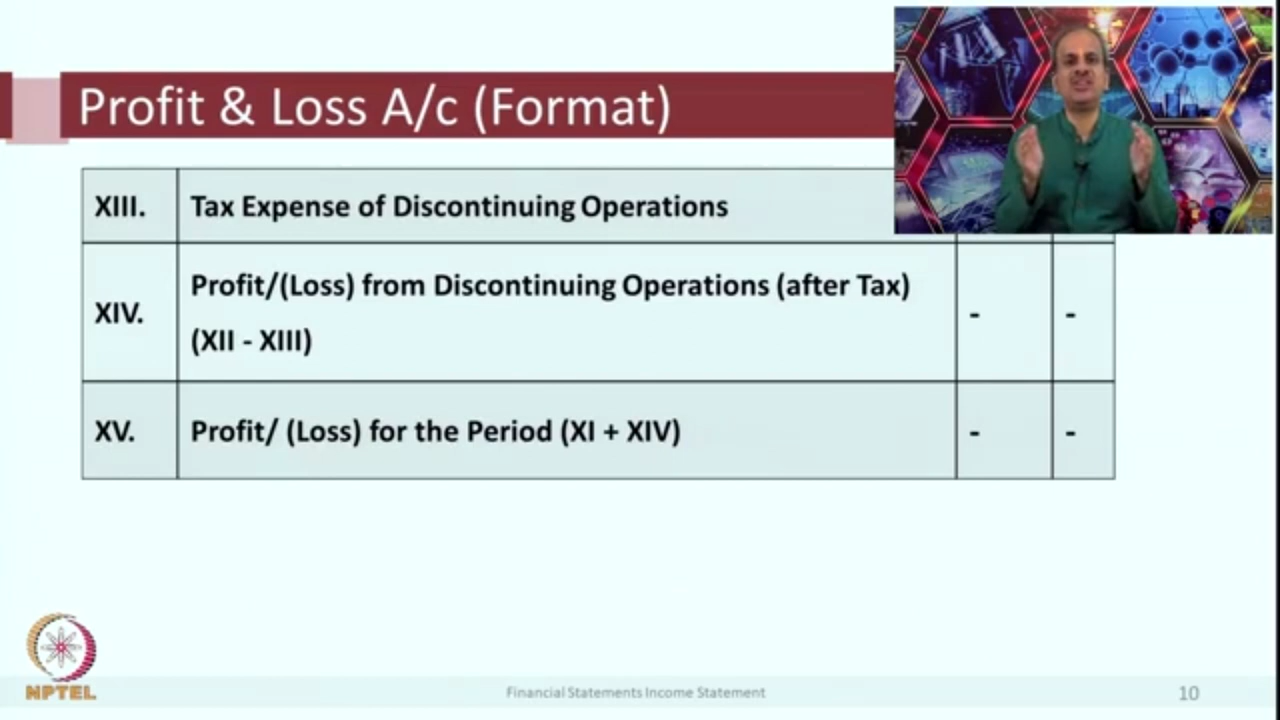 Profit & Loss A/c (Format)
XIII. Tax Expense of Discontinuing Operations
XIV. Profit/(Loss) from Discontinuing Operations (after Tax) - -
(XII - XIII)
XV. Profit/ (Loss) for the Period (XI + XIV) - -
NPTEL
Financial Statements Income Statement
10